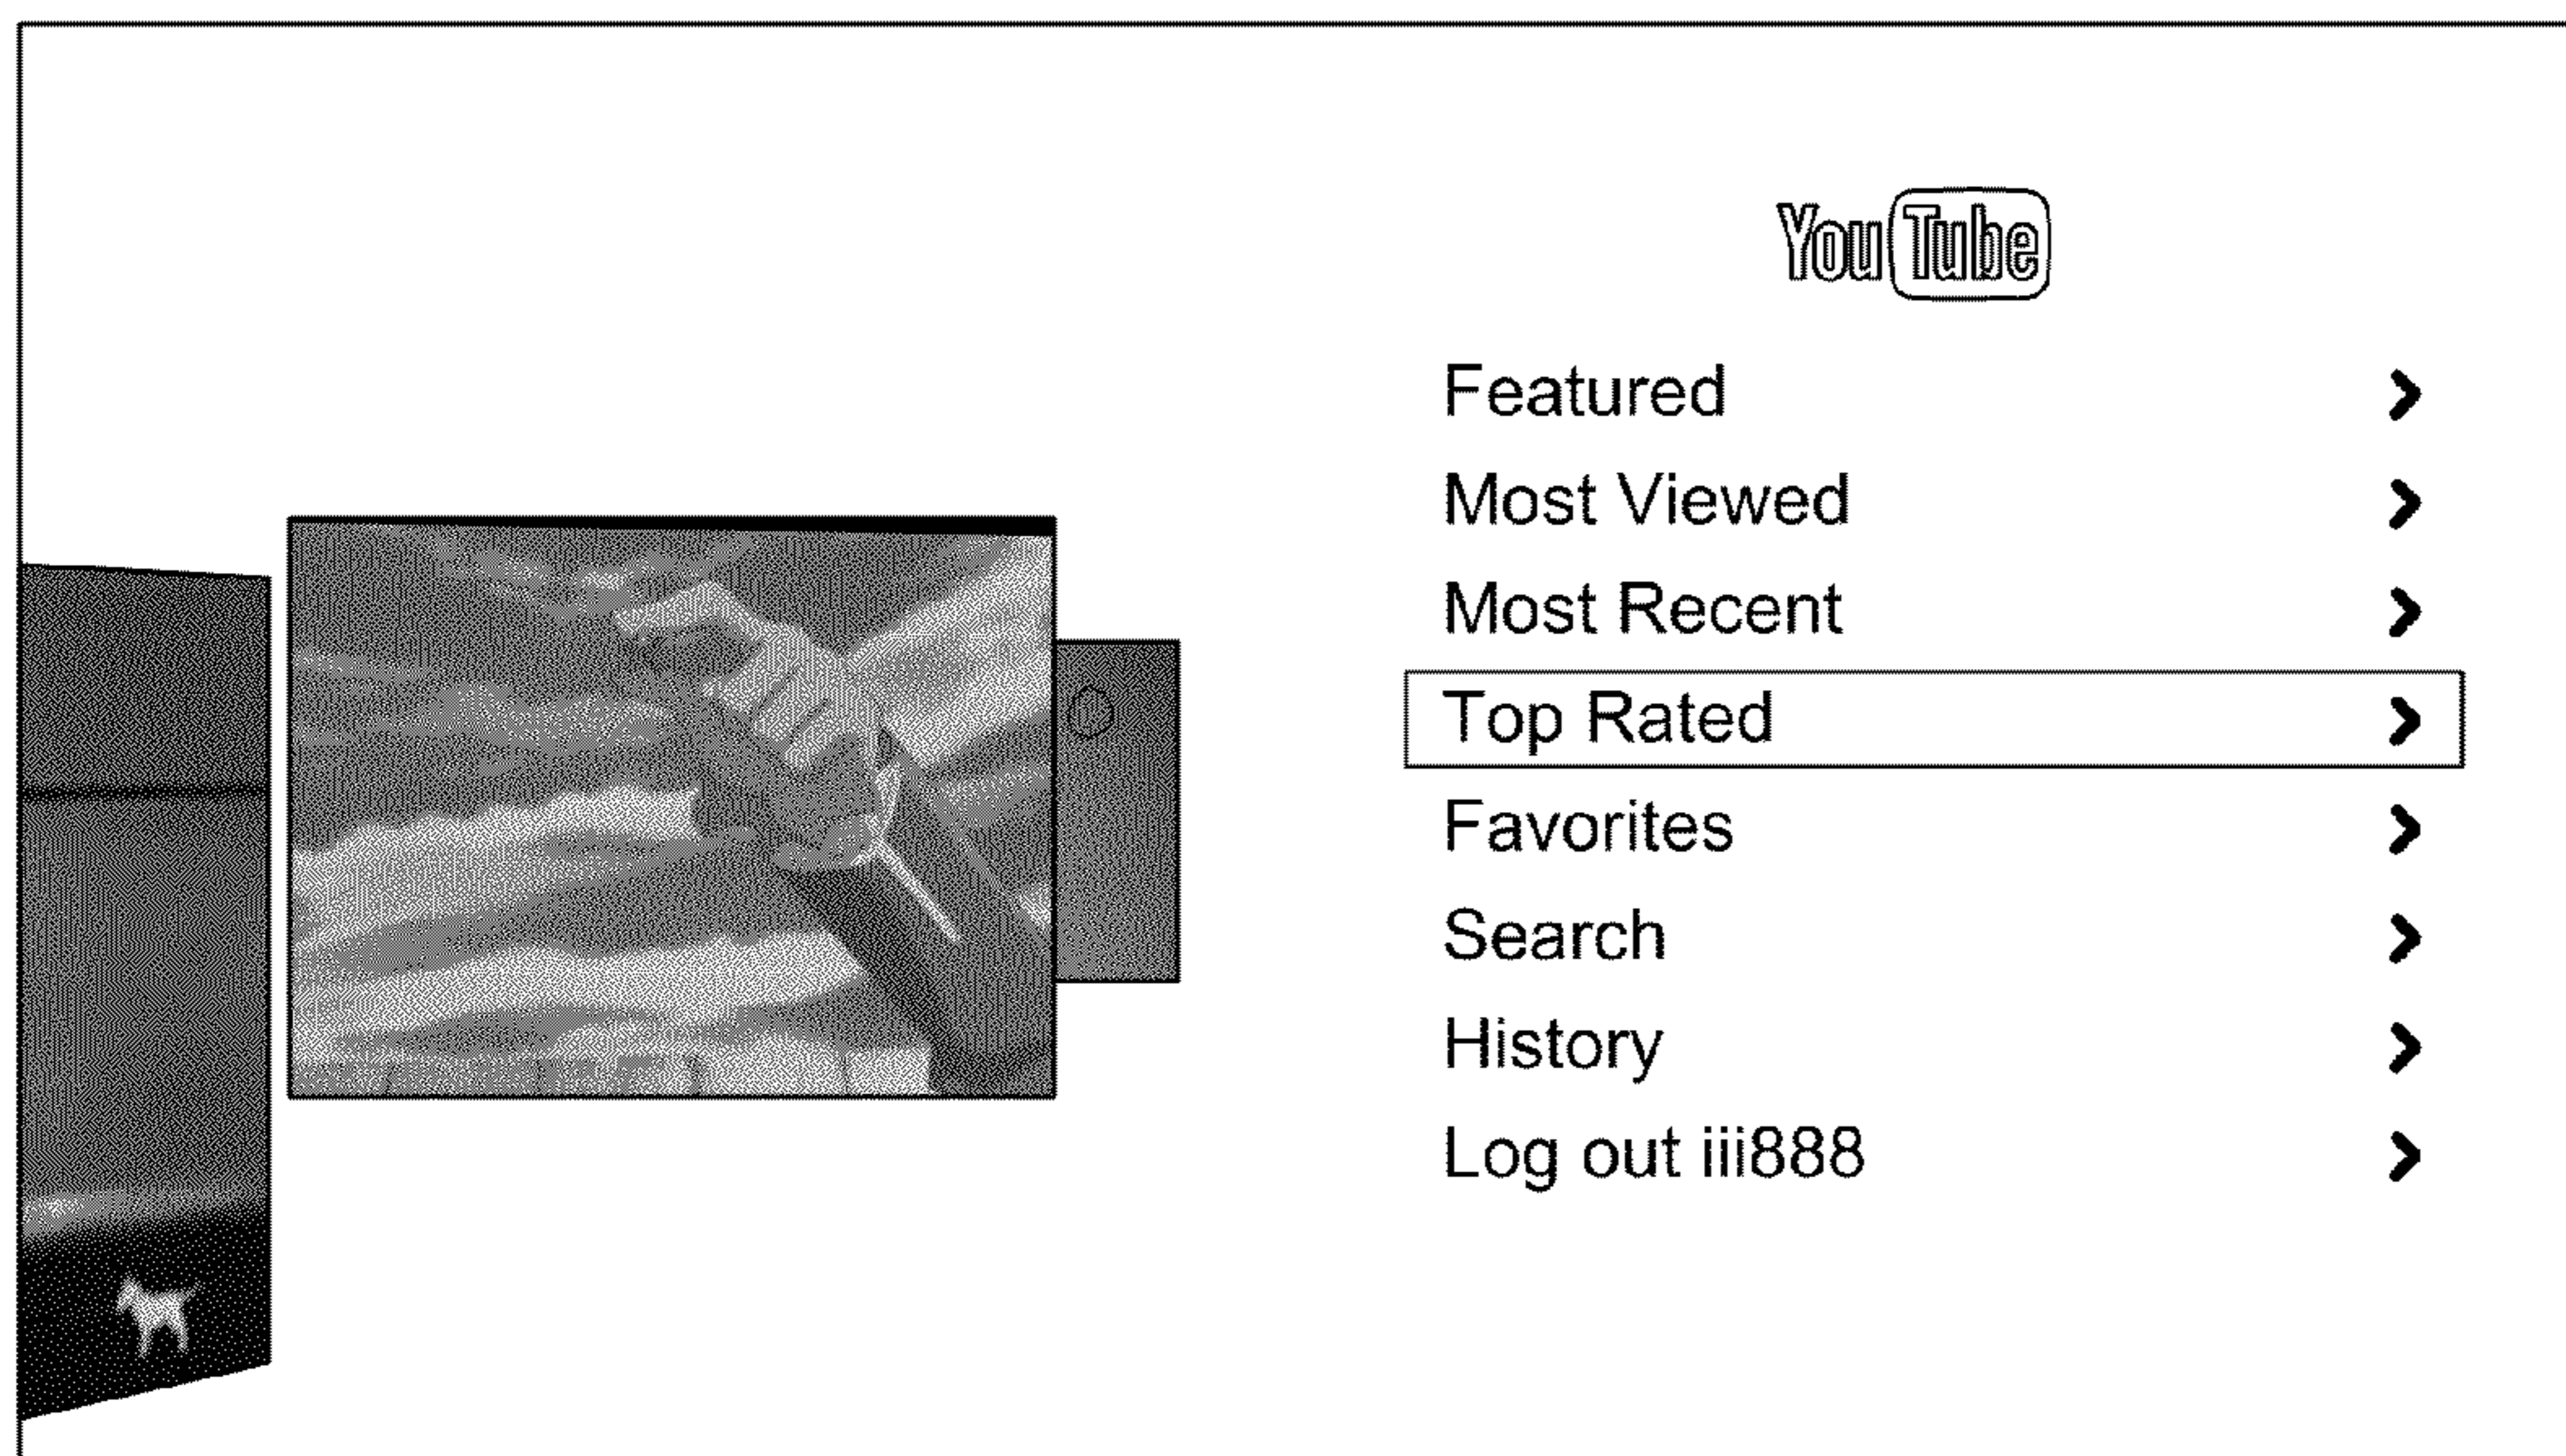 YouTube
Featured
Most Viewed
Most Recent
Top Rated
Favorites
Search
History
Log out iii888